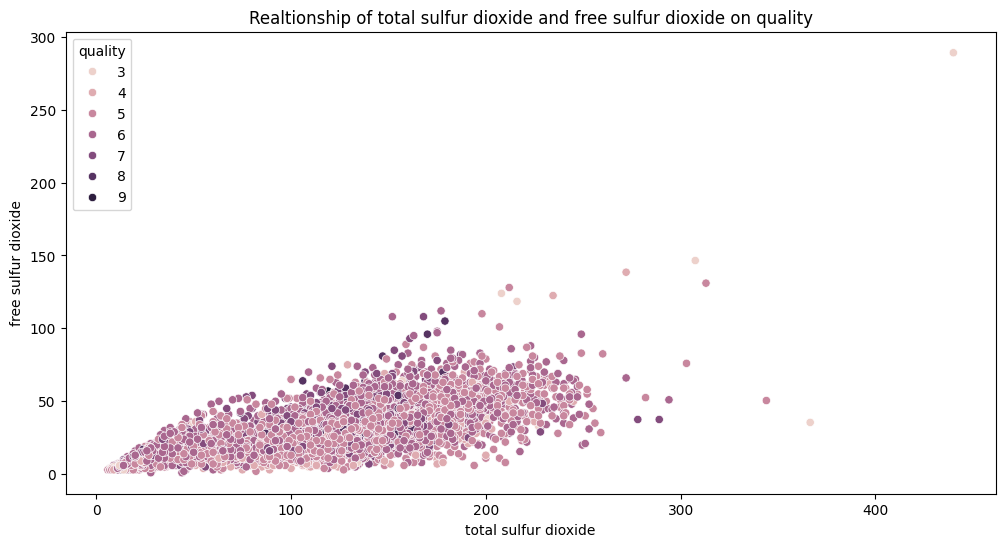 Realtionship of total sulfur dioxide and free sulfur dioxide on quality
300
250
200
150
100
50
0
free sulfur dioxide
quality
3
4
5
6
7
8
9
0 100 200 300 400
total sulfur dioxide